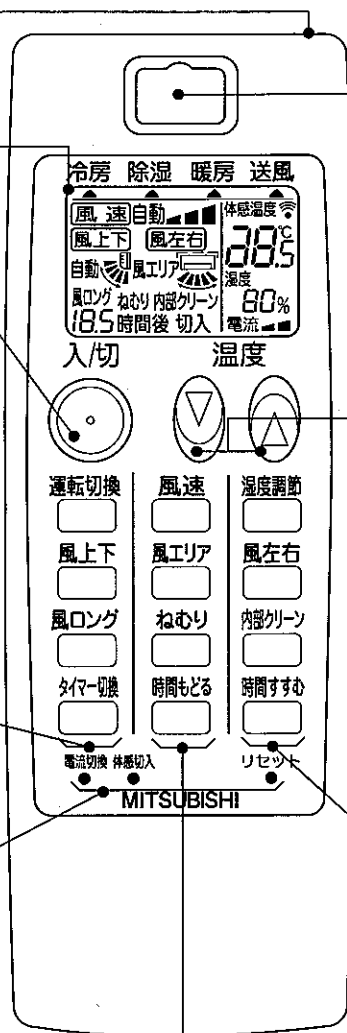 冷房 除湿 暖房 送風
風速 自動 体感温度
風上下 風左右 38.5℃
自動 風エリア 湿度
風ロング ねむり 内部クリーン 80%
18.5時間後 切入 電流
入/切 温度
運転切換 風速 湿度調節
風上下 風エリア 風左右
風ロング ねむり 内部クリーン
タイマー切換 時間もどる 時間すすむ
電流切換 体感切入 リセット
MITSUBISHI